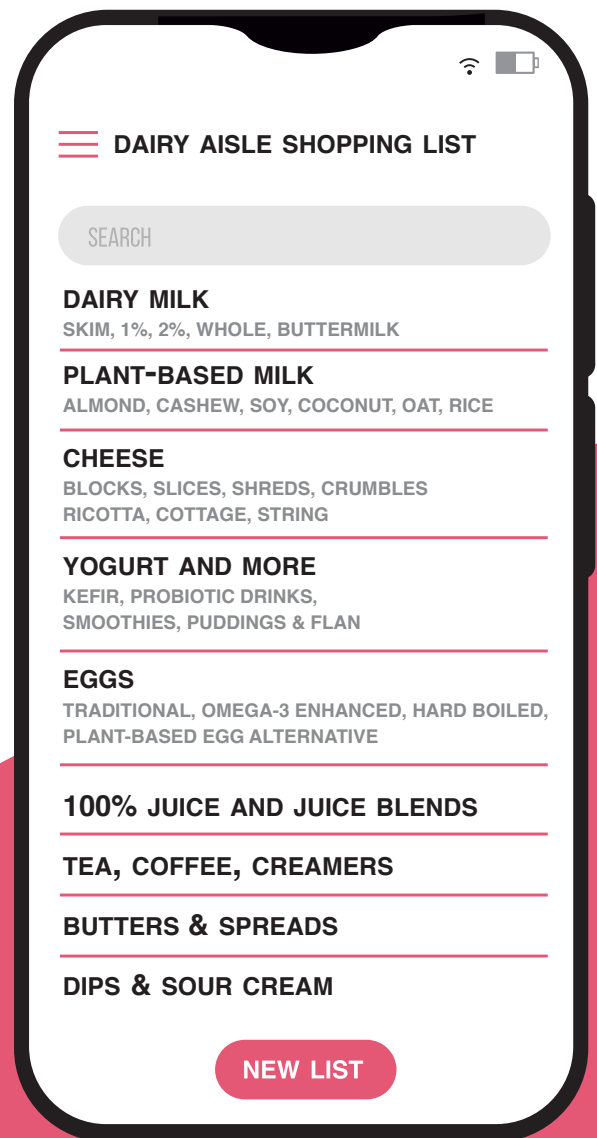 DAIRY AISLE SHOPPING LIST
SEARCH
DAIRY MILK
SKIM, 1%, 2%, WHOLE, BUTTERMILK
PLANT-BASED MILK
ALMOND, CASHEW, SOY, COCONUT, OAT, RICE
CHEESE
BLOCKS, SLICES, SHREDS, CRUMBLES
RICOTTA, COTTAGE, STRING
YOGURT AND MORE
KEFIR, PROBIOTIC DRINKS,
SMOOTHIES, PUDDINGS & FLAN
EGGS
TRADITIONAL, OMEGA-3 ENHANCED, HARD BOILED,
PLANT-BASED EGG ALTERNATIVE
100% JUICE AND JUICE BLENDS
TEA, COFFEE, CREAMERS
BUTTERS & SPREADS
DIPS & SOUR CREAM
NEW LIST